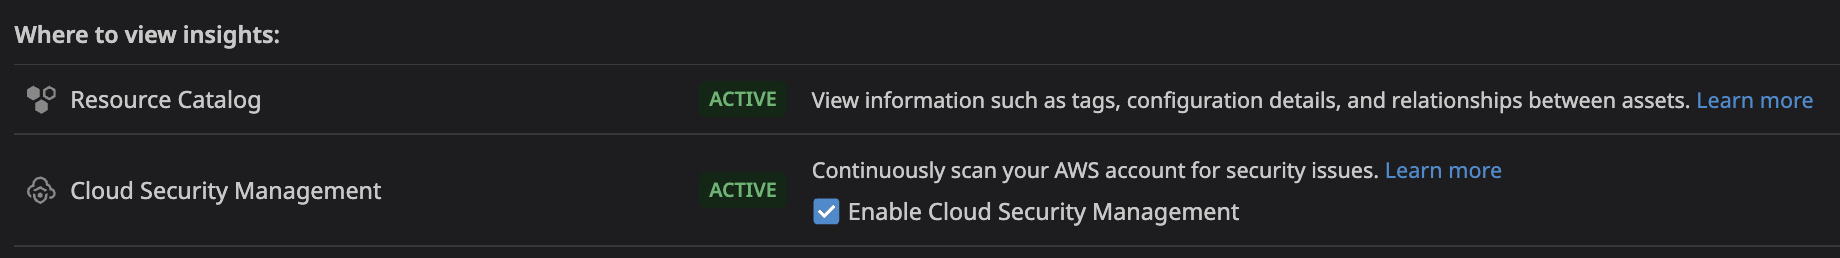 Where to view insights:
Resource Catalog
ACTIVE
View information such as tags, configuration details, and relationships between assets. Learn more
Cloud Security Management
ACTIVE
Continuously scan your AWS account for security issues. Learn more
Enable Cloud Security Management